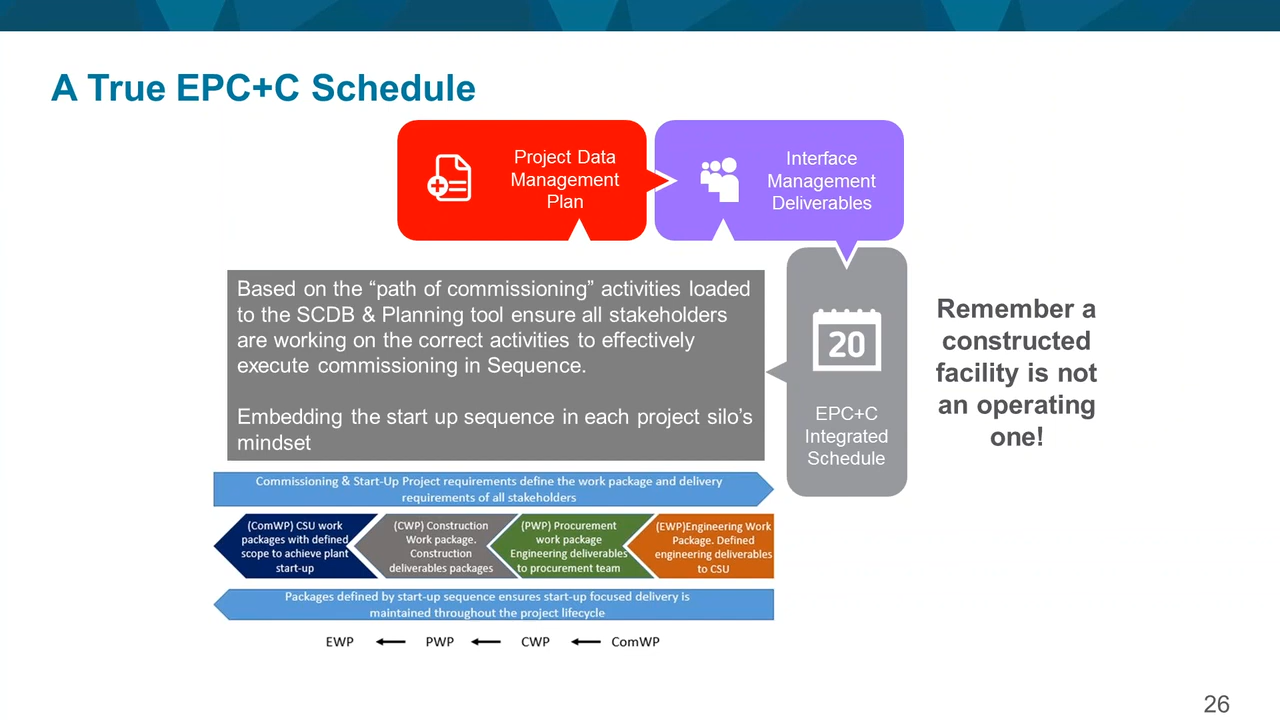 A True EPC+C Schedule
Project Data
Management
Plan
Interface
Management
Deliverables
Based on the “path of commissioning” activities loaded
to the SCDB & Planning tool ensure all stakeholders
are working on the correct activities to effectively
execute commissioning in Sequence.
Embedding the start up sequence in each project silo’s
mindset
20
EPC+C
Integrated
Schedule
Remember a
constructed
facility is not
an operating
one!
Commissioning & Start-Up Project requirements define the work package and delivery
requirements of all stakeholders
(ComWP) CSU work
packages with defined
scope to achieve plant
start-up
(CWP) Construction
Work package.
Construction
deliverables packages
(PWP) Procurement
work package
Engineering deliverables
to procurement team
(EWP)Engineering Work
Package. Defined
engineering deliverables
to CSU
Packages defined by start-up sequence ensures start-up focused delivery is
maintained throughout the project lifecycle
EWP ← PWP ← CWP ← ComWP
26